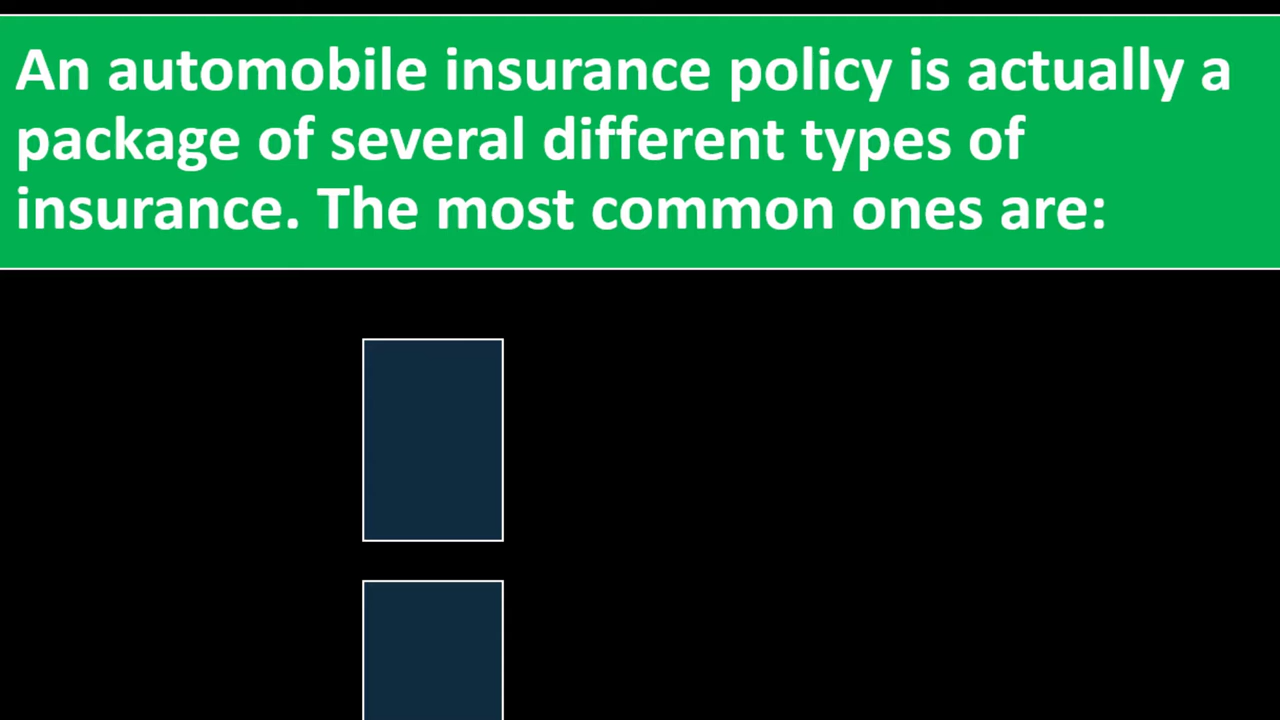 An automobile insurance policy is actually a
package of several different types of
insurance. The most common ones are: